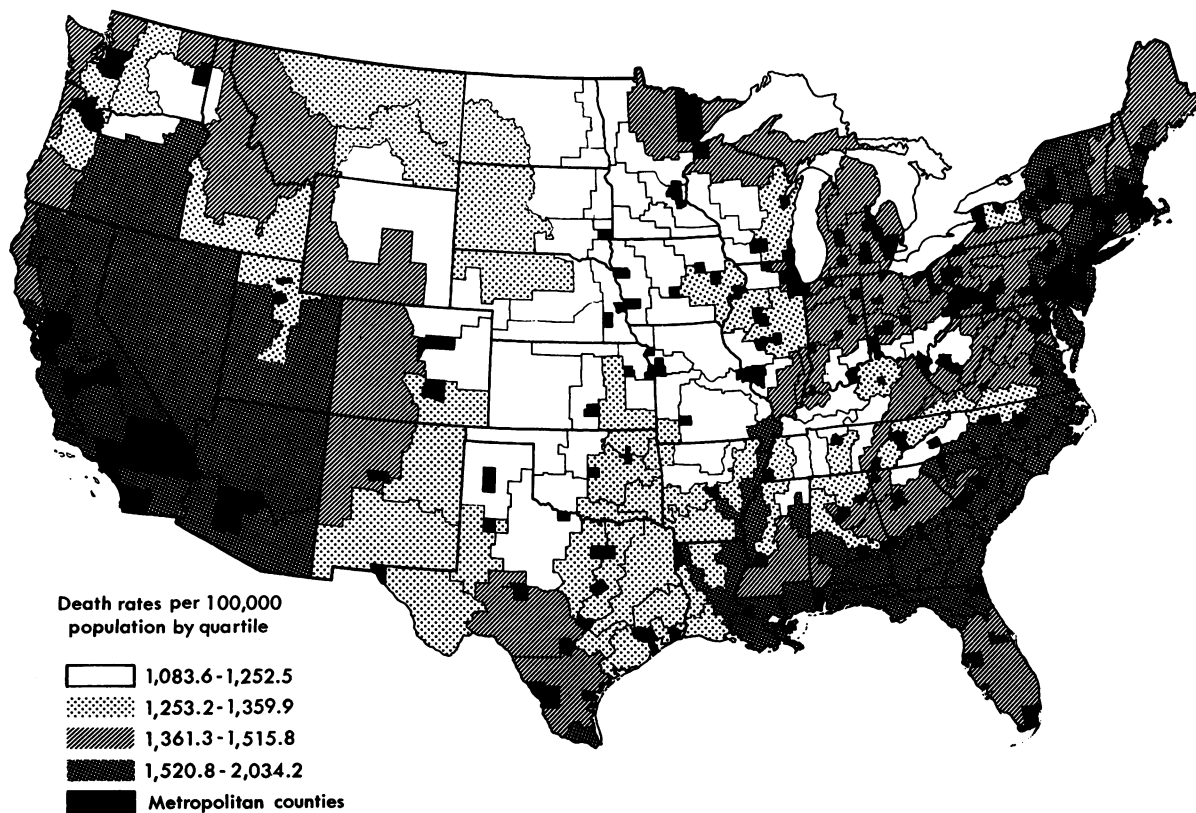 Death rates per 100,000
population by quartile
1,083.6 - 1,252.5
1,253.2 - 1,359.9
1,361.3 - 1,515.8
1,520.8 - 2,034.2
Metropolitan counties